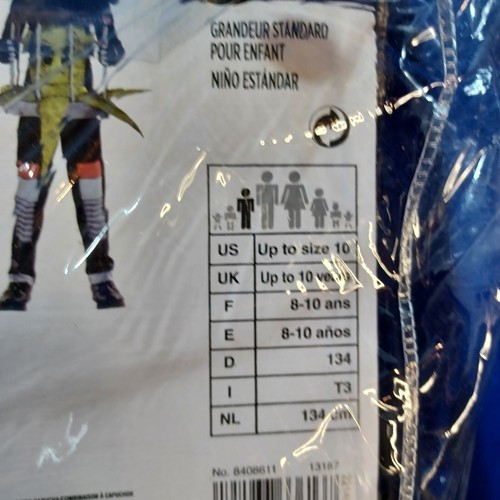 GRANDEUR STANDARD
POUR ENFANT
NIÑO ESTÁNDAR
US Up to size 10
UK Up to 10 years
F 8-10 ans
E 8-10 años
D 134
I T3
NL 134 cm
No. 8408611 13187